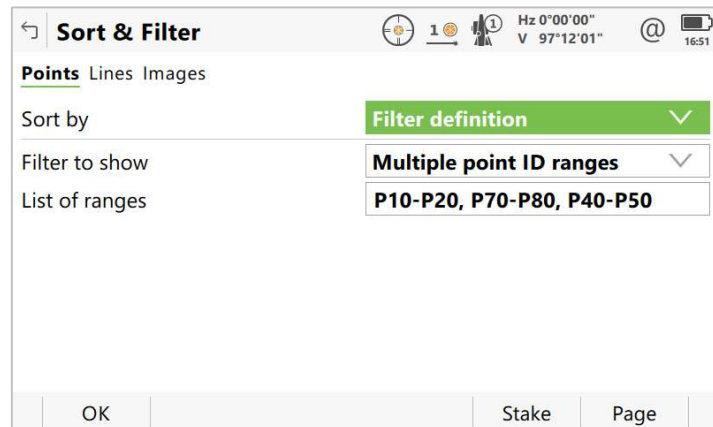 Sort & Filter
1
1
Hz 0°00'00"
V 97°12'01"
@
16:51
Points Lines Images
Sort by
Filter definition
Filter to show
Multiple point ID ranges
List of ranges
P10-P20, P70-P80, P40-P50
OK
Stake
Page